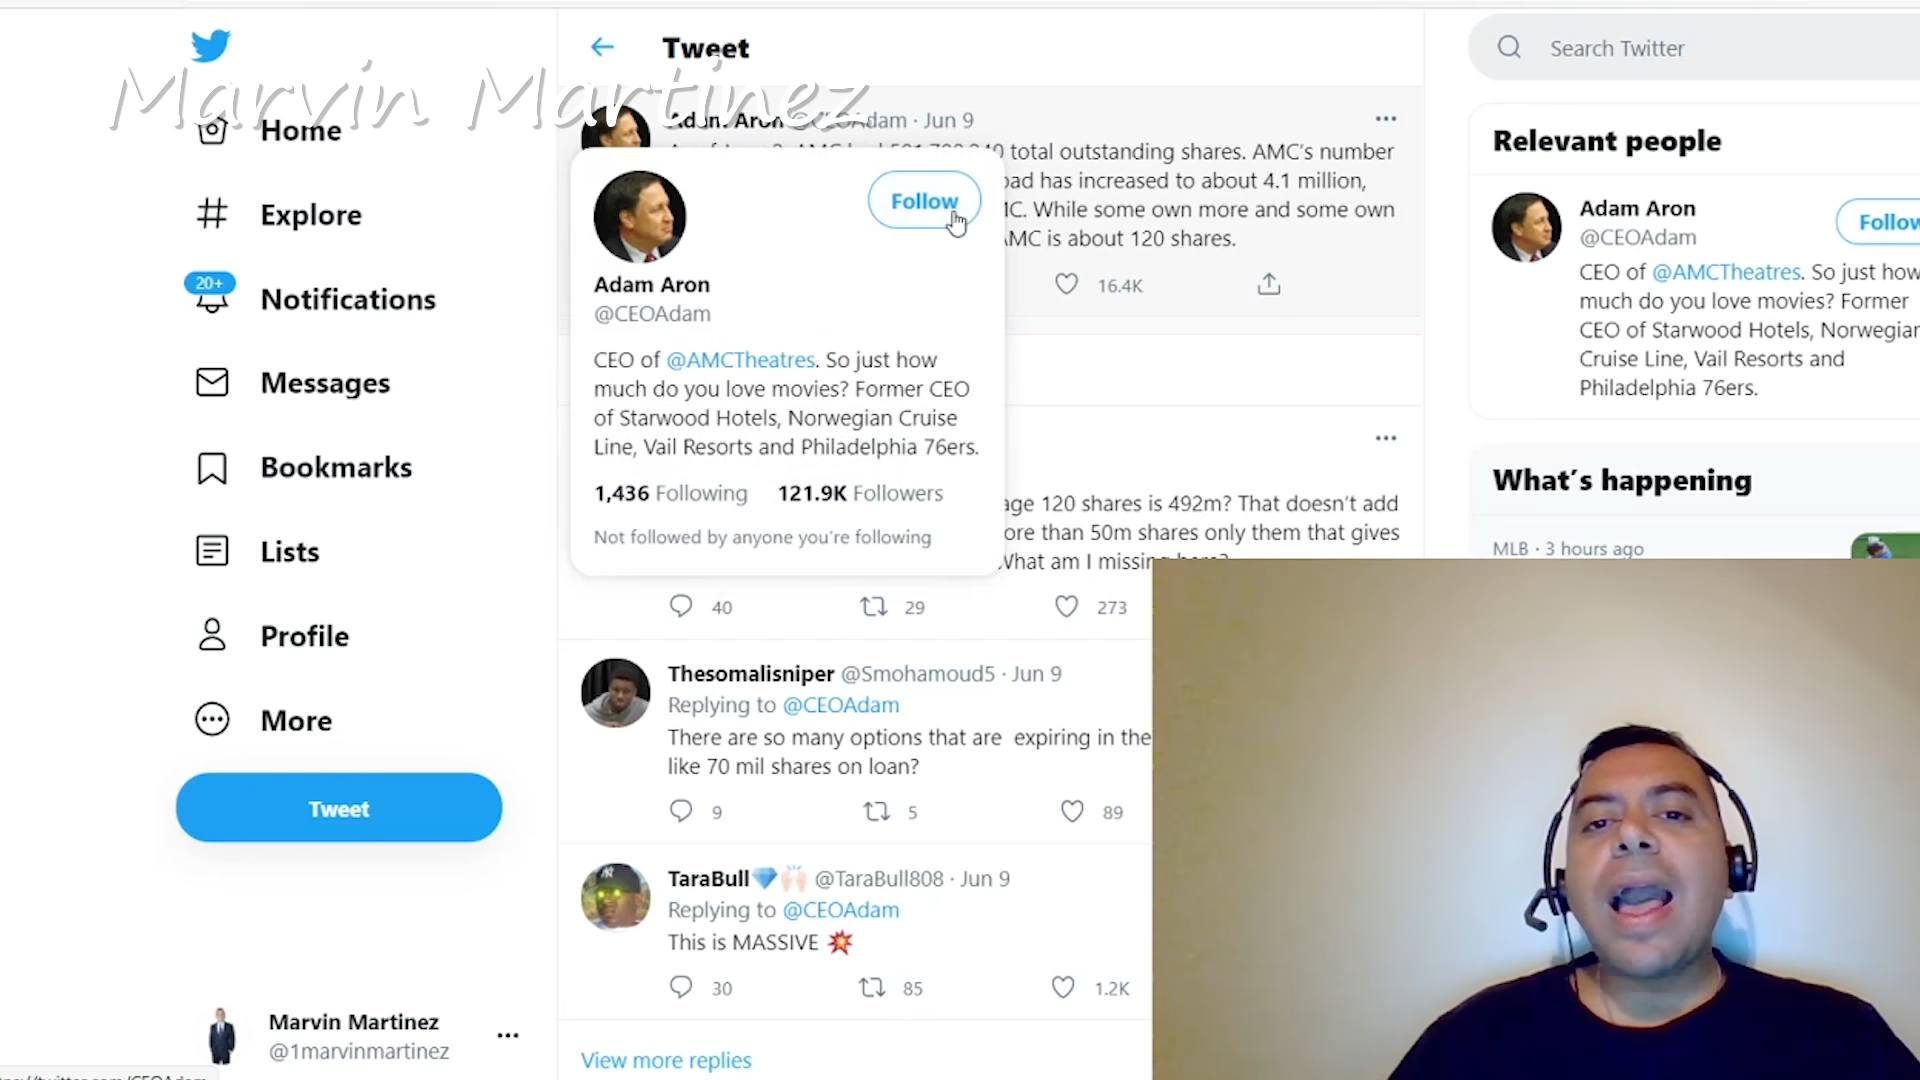 Marvin Martinez
Home
Explore
20+
Notifications
Messages
Bookmarks
Lists
Profile
More
Tweet
Marvin Martinez
@1marvinmartinez
Tweet
Adam Aron @CEOAdam · Jun 9
total outstanding shares. AMC's number
has increased to about 4.1 million,
While some own more and some own
AMC is about 120 shares.
16.4K
Follow
Adam Aron
@CEOAdam
CEO of @AMCTheatres. So just how
much do you love movies? Former CEO
of Starwood Hotels, Norwegian Cruise
Line, Vail Resorts and Philadelphia 76ers.
1,436 Following 121.9K Followers
Not followed by anyone you're following
120 shares is 492m? That doesn't add
more than 50m shares only them that gives
What am I missing here?
40 29 273
Thesomalisniper @Smohamoud5 · Jun 9
Replying to @CEOAdam
There are so many options that are expiring in the
like 70 mil shares on loan?
9 5 89
TaraBull💎🙌🏻 @TaraBull808 · Jun 9
Replying to @CEOAdam
This is MASSIVE 💥
30 85 1.2K
View more replies
Search Twitter
Relevant people
Adam Aron
@CEOAdam
Follow
CEO of @AMCTheatres. So just how
much do you love movies? Former
CEO of Starwood Hotels, Norwegian
Cruise Line, Vail Resorts and
Philadelphia 76ers.
What's happening
MLB · 3 hours ago